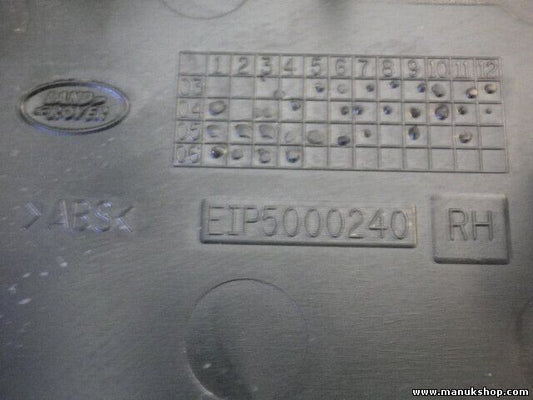 1 2 3 4 5 6 7 8 9 10 11 12
03
04
05
06
LAND
ROVER
>ABS<
EIP5000240
RH
www.manukshop.com